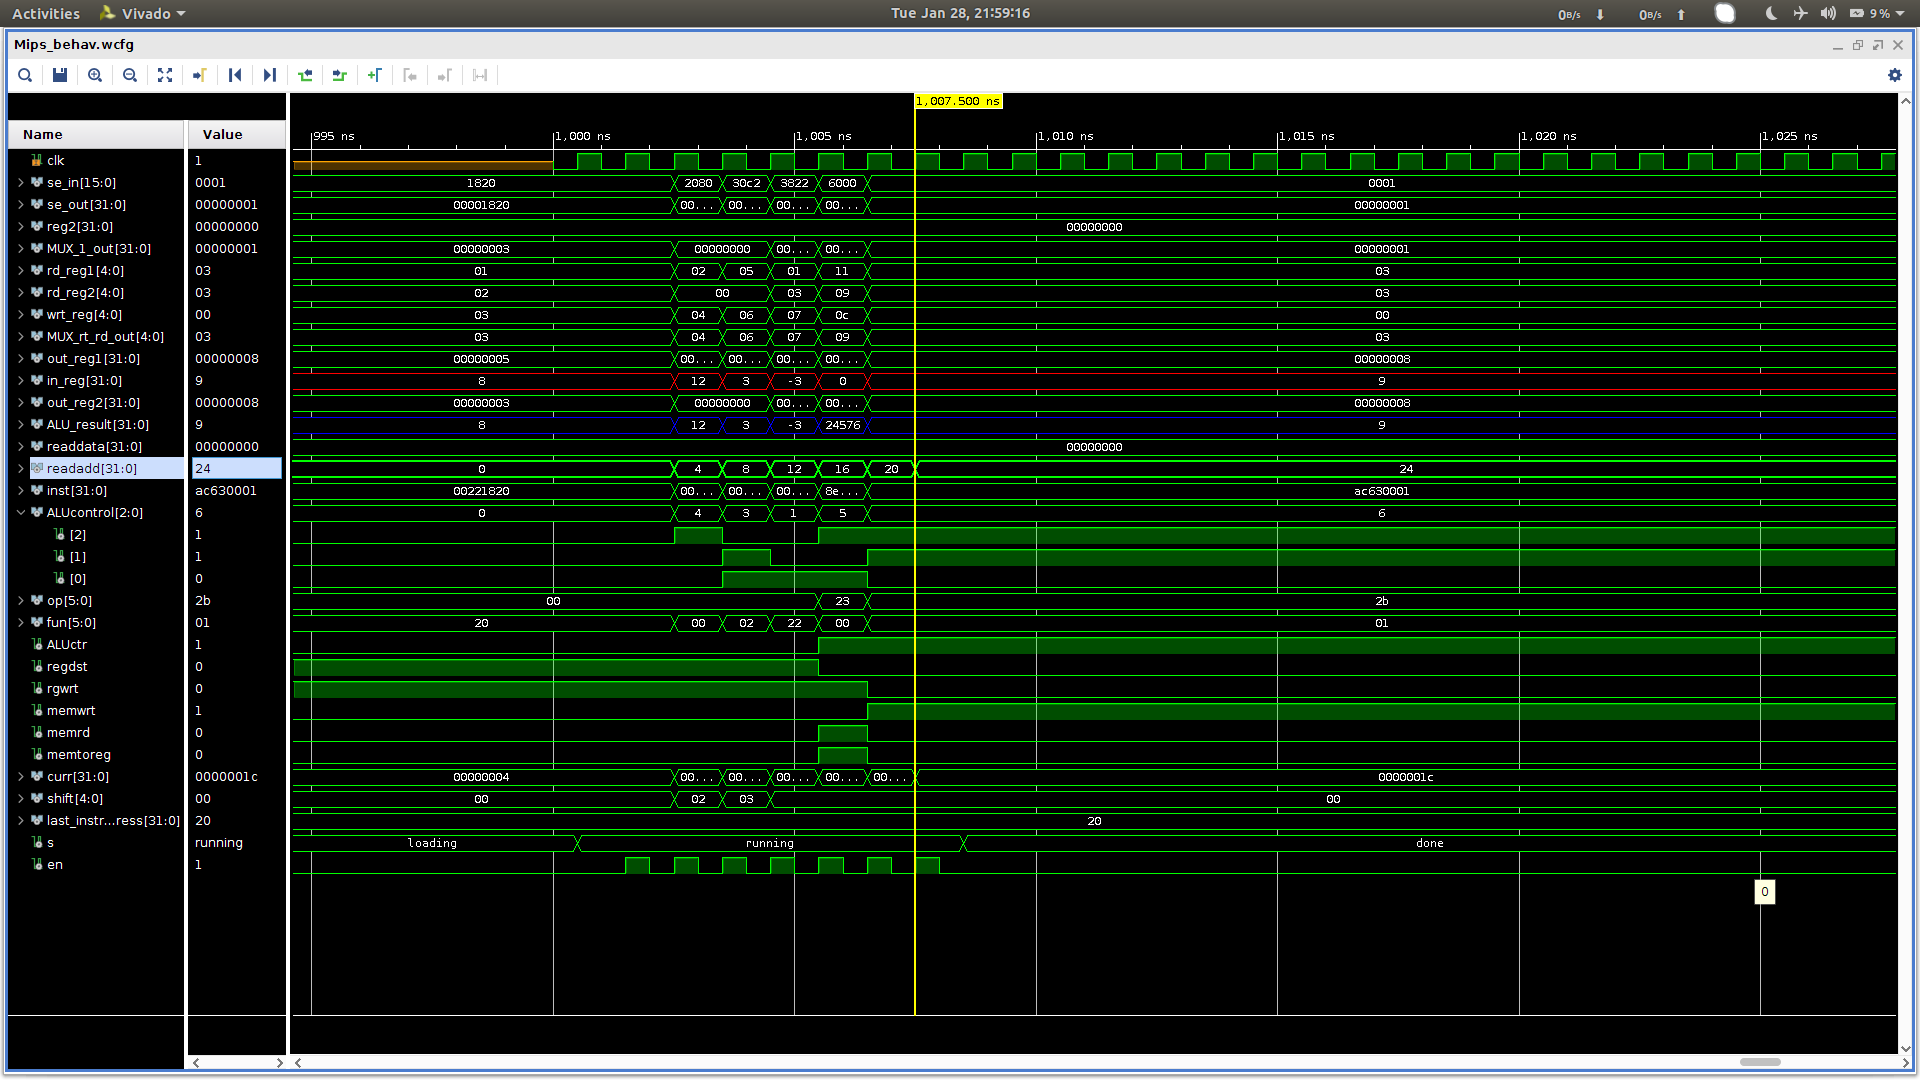 Activities Vivado Tue Jan 28, 21:59:16 0B/s 0B/s 9%
Mips_behav.wcfg
1,007.500 ns
Name Value 995 ns 1,000 ns 1,005 ns 1,010 ns 1,015 ns 1,020 ns 1,025 ns
clk 1
se_in[15:0] 0001 1820 2080 30c2 3822 6000 0001
se_out[31:0] 00000001 00001820 00... 00... 00... 00... 00000001
reg2[31:0] 00000000 00000000
MUX_1_out[31:0] 00000001 00000003 00000000 00... 00... 00000001
rd_reg1[4:0] 03 01 02 05 01 11 03
rd_reg2[4:0] 03 02 00 03 09 03
wrt_reg[4:0] 00 03 04 06 07 0c 00
MUX_rt_rd_out[4:0] 03 03 04 06 07 09 03
out_reg1[31:0] 00000008 00000005 00... 00... 00... 00... 00000008
in_reg[31:0] 9 8 12 3 -3 0 9
out_reg2[31:0] 00000008 00000003 00000000 00... 00... 00000008
ALU_result[31:0] 9 8 12 3 -3 24576 9
readdata[31:0] 00000000 00000000
readadd[31:0] 24 0 4 8 12 16 20 24
inst[31:0] ac630001 00221820 00... 00... 00... 8e... ac630001
ALUcontrol[2:0] 6 0 4 3 1 5 6
[2] 1
[1] 1
[0] 0
op[5:0] 2b 00 23 2b
fun[5:0] 01 20 00 02 22 00 01
ALUctr 1
regdst 0
rgwrt 0
memwrt 1
memrd 0
memtoreg 0
curr[31:0] 0000001c 00000004 00... 00... 00... 00... 00... 0000001c
shift[4:0] 00 00 02 03 00
last_instr...ress[31:0] 20 20
s running loading running done
en 1
0